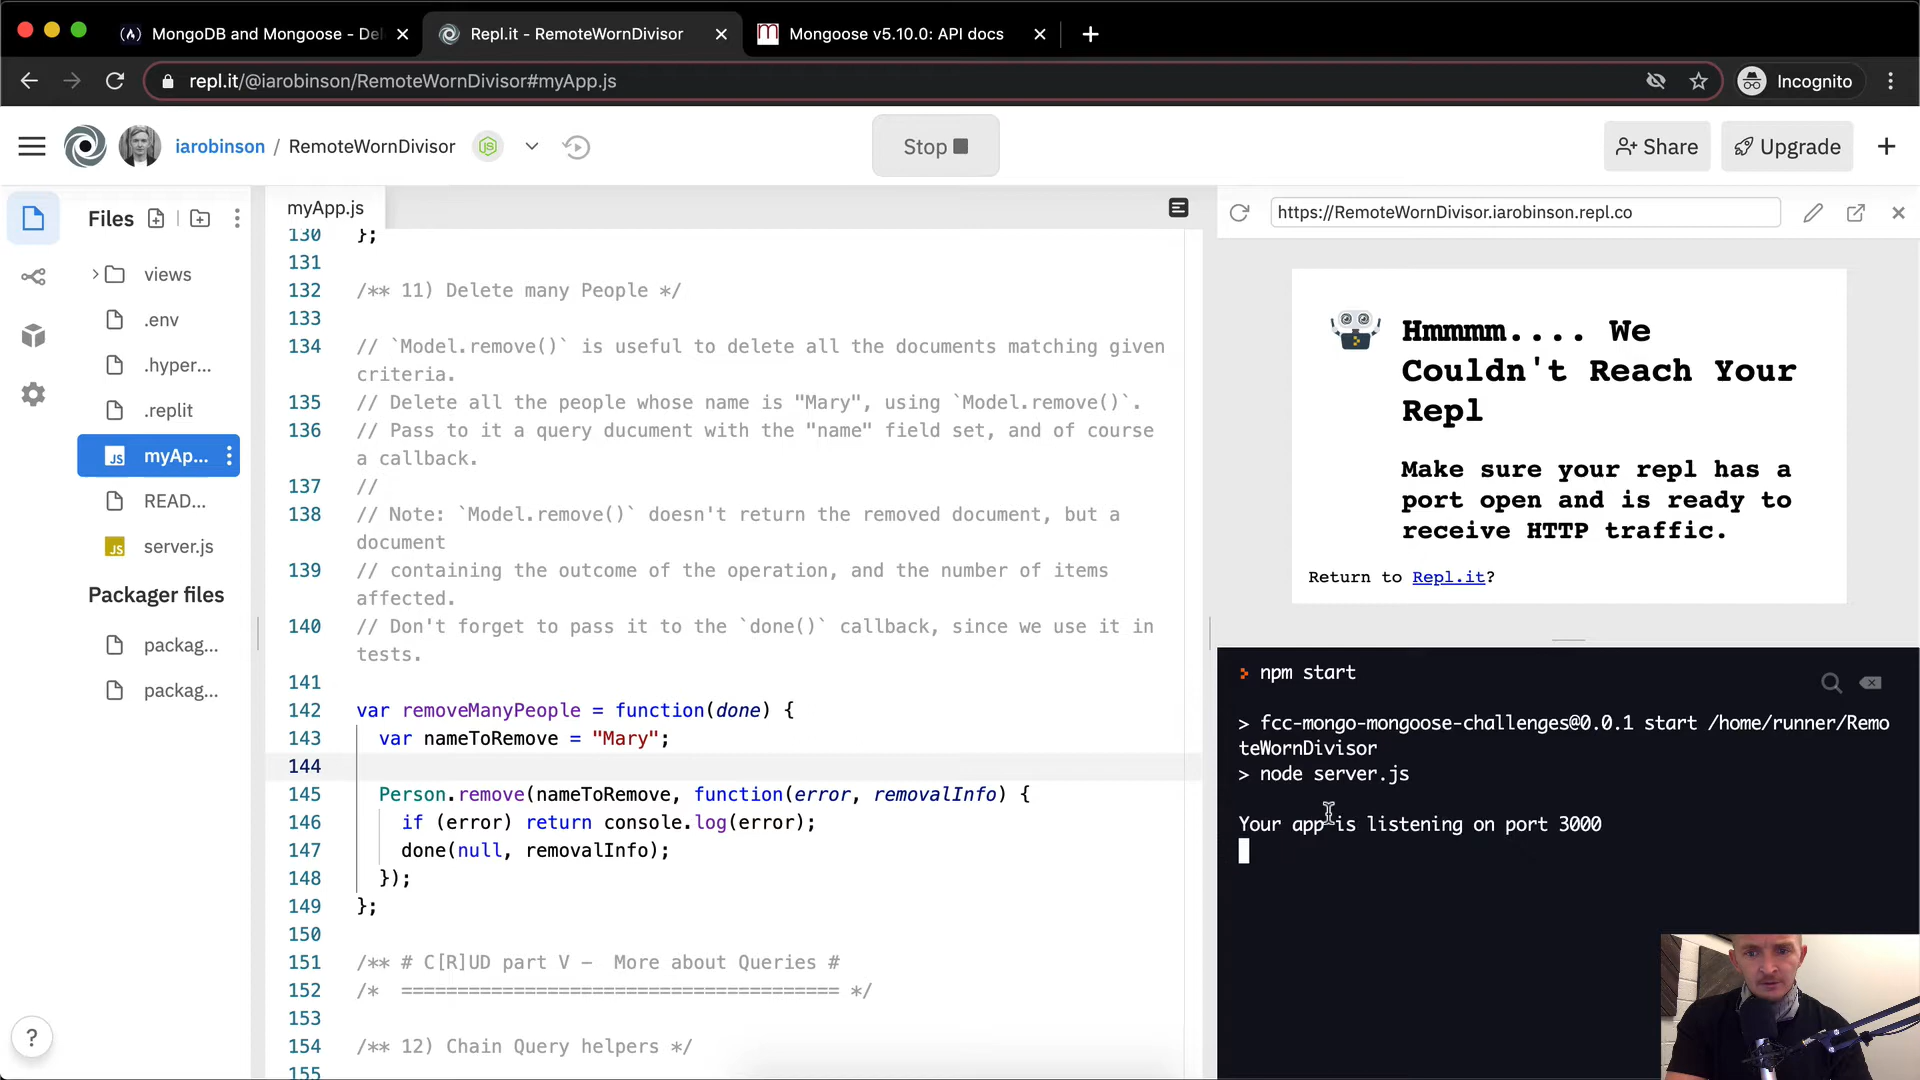 MongoDB and Mongoose - Del
Repl.it - RemoteWornDivisor
Mongoose v5.10.0: API docs
repl.it/@iarobinson/RemoteWornDivisor#myApp.js
Incognito
iarobinson / RemoteWornDivisor
Stop
Share
Upgrade
Files
views
.env
.hyper...
.replit
myAp...
READ...
server.js
Packager files
packag...
packag...
myApp.js
130 };
131
132 /** 11) Delete many People */
133
134 // `Model.remove()` is useful to delete all the documents matching given
criteria.
135 // Delete all the people whose name is "Mary", using `Model.remove()`.
136 // Pass to it a query ducument with the "name" field set, and of course
a callback.
137 //
138 // Note: `Model.remove()` doesn't return the removed document, but a
document
139 // containing the outcome of the operation, and the number of items
affected.
140 // Don't forget to pass it to the `done()` callback, since we use it in
tests.
141
142 var removeManyPeople = function(done) {
143 var nameToRemove = "Mary";
144
145 Person.remove(nameToRemove, function(error, removalInfo) {
146 if (error) return console.log(error);
147 done(null, removalInfo);
148 });
149 };
150
151 /** # C[R]UD part V - More about Queries #
152 /* ======================================= */
153
154 /** 12) Chain Query helpers */
155
https://RemoteWornDivisor.iarobinson.repl.co
Hmmmm.... We
Couldn't Reach Your
Repl
Make sure your repl has a
port open and is ready to
receive HTTP traffic.
Return to Repl.it?
npm start
> fcc-mongo-mongoose-challenges@0.0.1 start /home/runner/Remo
teWornDivisor
> node server.js
Your app is listening on port 3000
?